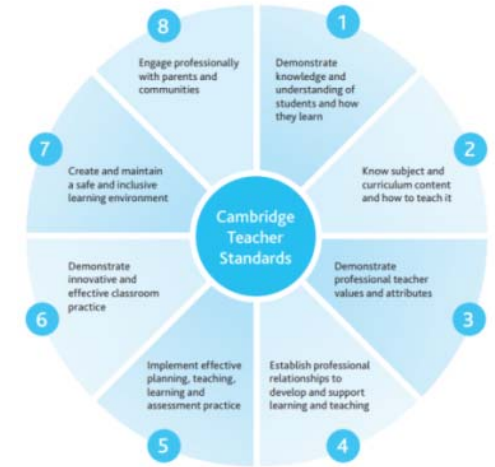 8
Engage professionally
with parents and
communities
1
Demonstrate
knowledge and
understanding of
students and how
they learn
7
Create and maintain
a safe and inclusive
learning environment
2
Know subject and
curriculum content
and how to teach it
Cambridge
Teacher
Standards
Demonstrate
innovative and
effective classroom
practice
6
Demonstrate
professional teacher
values and attributes
3
Implement effective
planning, teaching,
learning and
assessment practice
5
Establish professional
relationships to
develop and support
learning and teaching
4